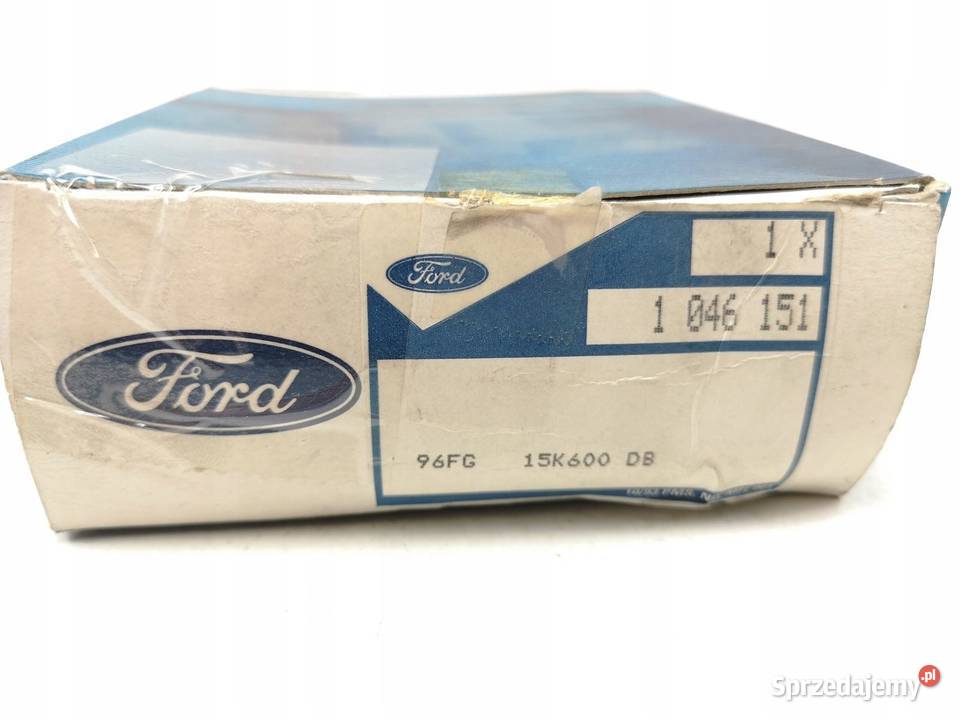 1 X
Ford
1 046 151
Ford
96FG 15K600 DB
Sprzedajemy.pl